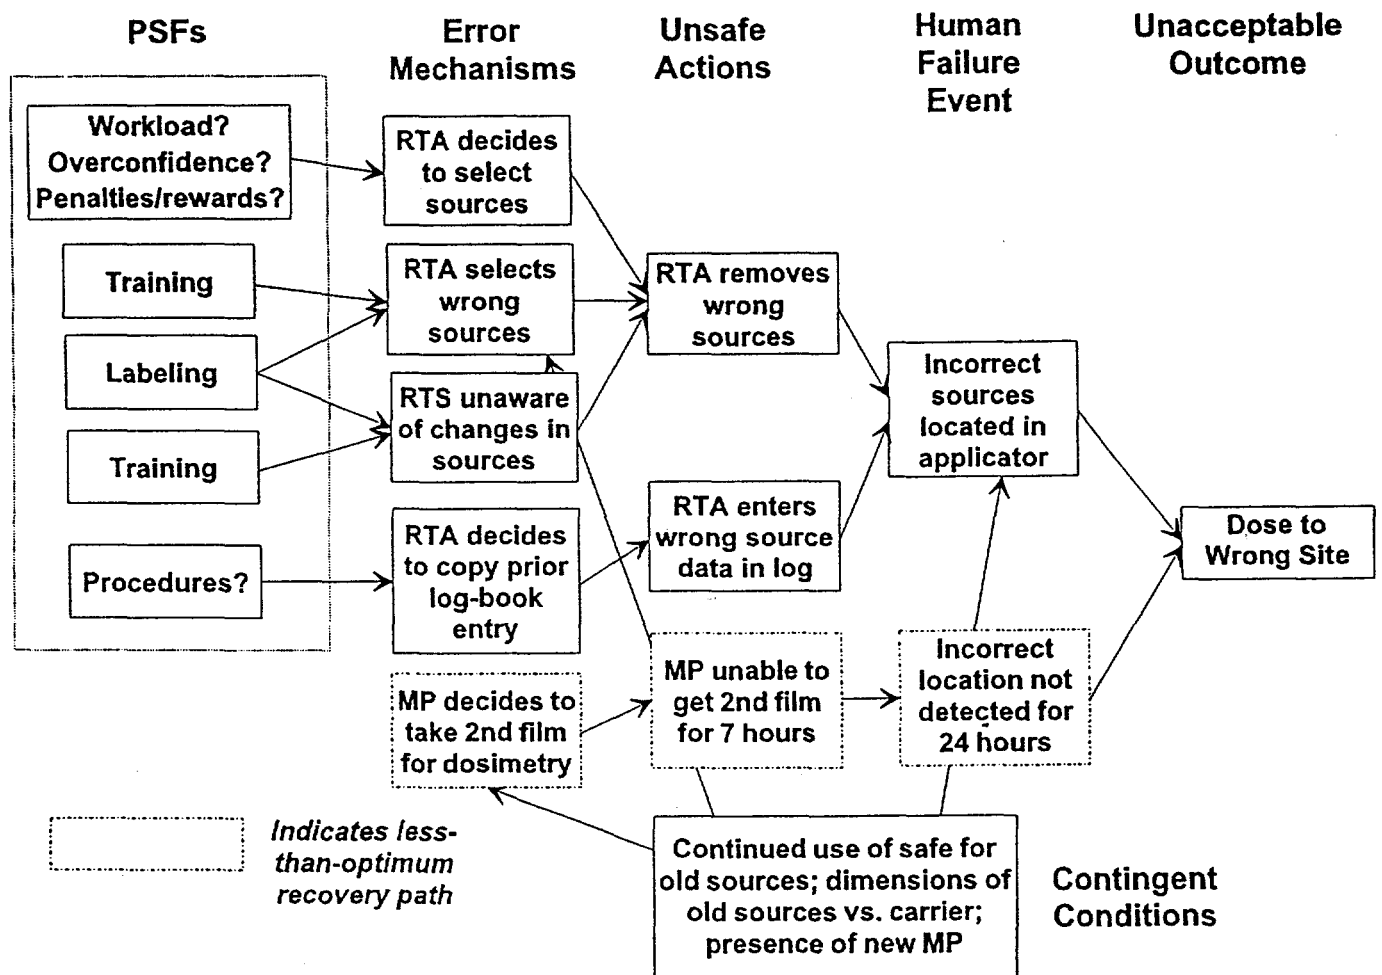 PSFs
Error
Mechanisms
Unsafe
Actions
Human
Failure
Event
Unacceptable
Outcome
Workload?
Overconfidence?
Penalties/rewards?
Training
Labeling
Training
Procedures?
RTA decides
to select
sources
RTA selects
wrong
sources
RTS unaware
of changes in
sources
RTA decides
to copy prior
log-book
entry
MP decides to
take 2nd film
for dosimetry
RTA removes
wrong
sources
RTA enters
wrong source
data in log
MP unable to
get 2nd film
for 7 hours
Incorrect
sources
located in
applicator
Incorrect
location not
detected for
24 hours
Dose to
Wrong Site
Indicates less-
than-optimum
recovery path
Continued use of safe for
old sources; dimensions of
old sources vs. carrier;
presence of new MP
Contingent
Conditions